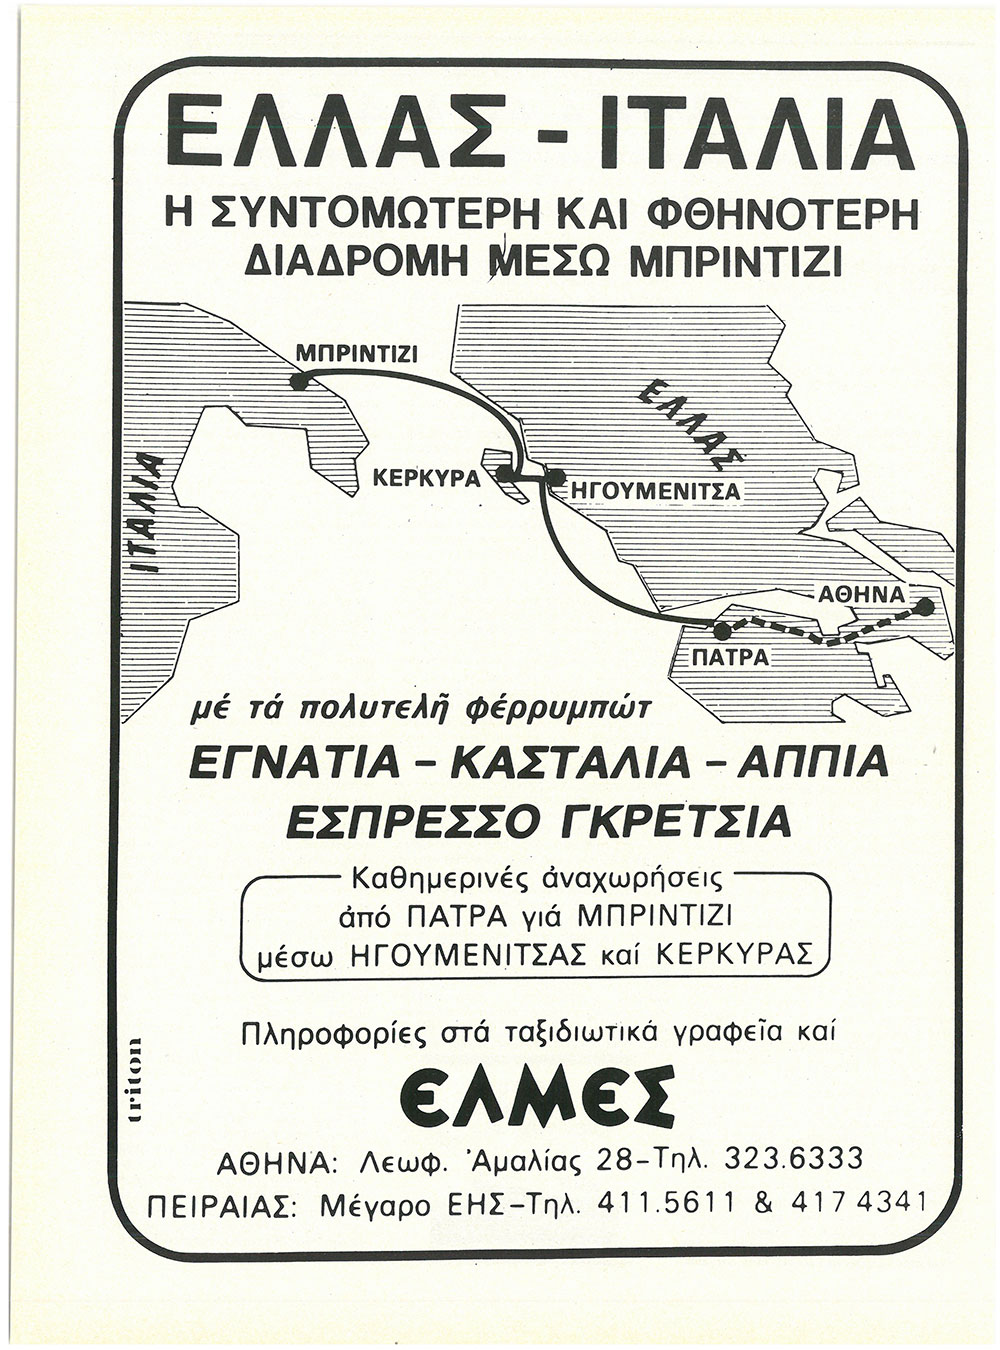 ΕΛΛΑΣ - ΙΤΑΛΙΑ
Η ΣΥΝΤΟΜΩΤΕΡΗ ΚΑΙ ΦΘΗΝΟΤΕΡΗ
ΔΙΑΔΡΟΜΗ ΜΕΣΩ ΜΠΡΙΝΤΙΖΙ
ΜΠΡΙΝΤΙΖΙ
ΕΛΛΑΣ
ΙΤΑΛΙΑ
ΚΕΡΚΥΡΑ
ΗΓΟΥΜΕΝΙΤΣΑ
ΑΘΗΝΑ
ΠΑΤΡΑ
μέ τά πολυτελῆ φέρρυμπώτ
ΕΓΝΑΤΙΑ - ΚΑΣΤΑΛΙΑ - ΑΠΠΙΑ
ΕΣΠΡΕΣΣΟ ΓΚΡΕΤΣΙΑ
Καθημερινές ἀναχωρήσεις
ἀπό ΠΑΤΡΑ γιά ΜΠΡΙΝΤΙΖΙ
μέσω ΗΓΟΥΜΕΝΙΤΣΑΣ καί ΚΕΡΚΥΡΑΣ
Πληροφορίες στά ταξιδιωτικά γραφεῖα καί
ΕΛΜΕΣ
ΑΘΗΝΑ: Λεωφ. Ἀμαλίας 28-Τηλ. 323.6333
ΠΕΙΡΑΙΑΣ: Μέγαρο ΕΗΣ-Τηλ. 411.5611 & 417 4341
triton